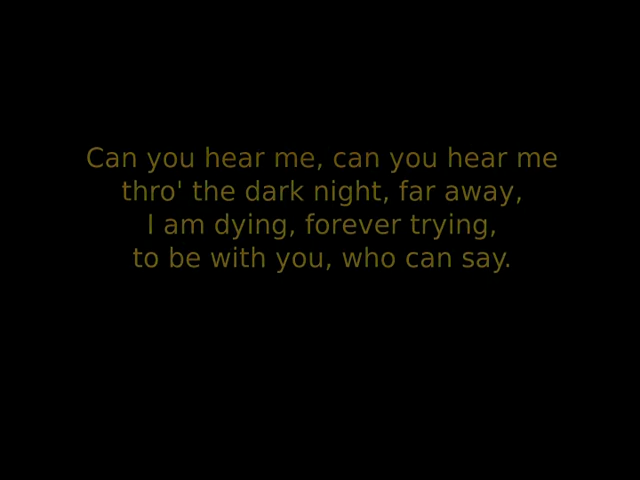 Can you hear me, can you hear me
thro' the dark night, far away,
I am dying, forever trying,
to be with you, who can say.